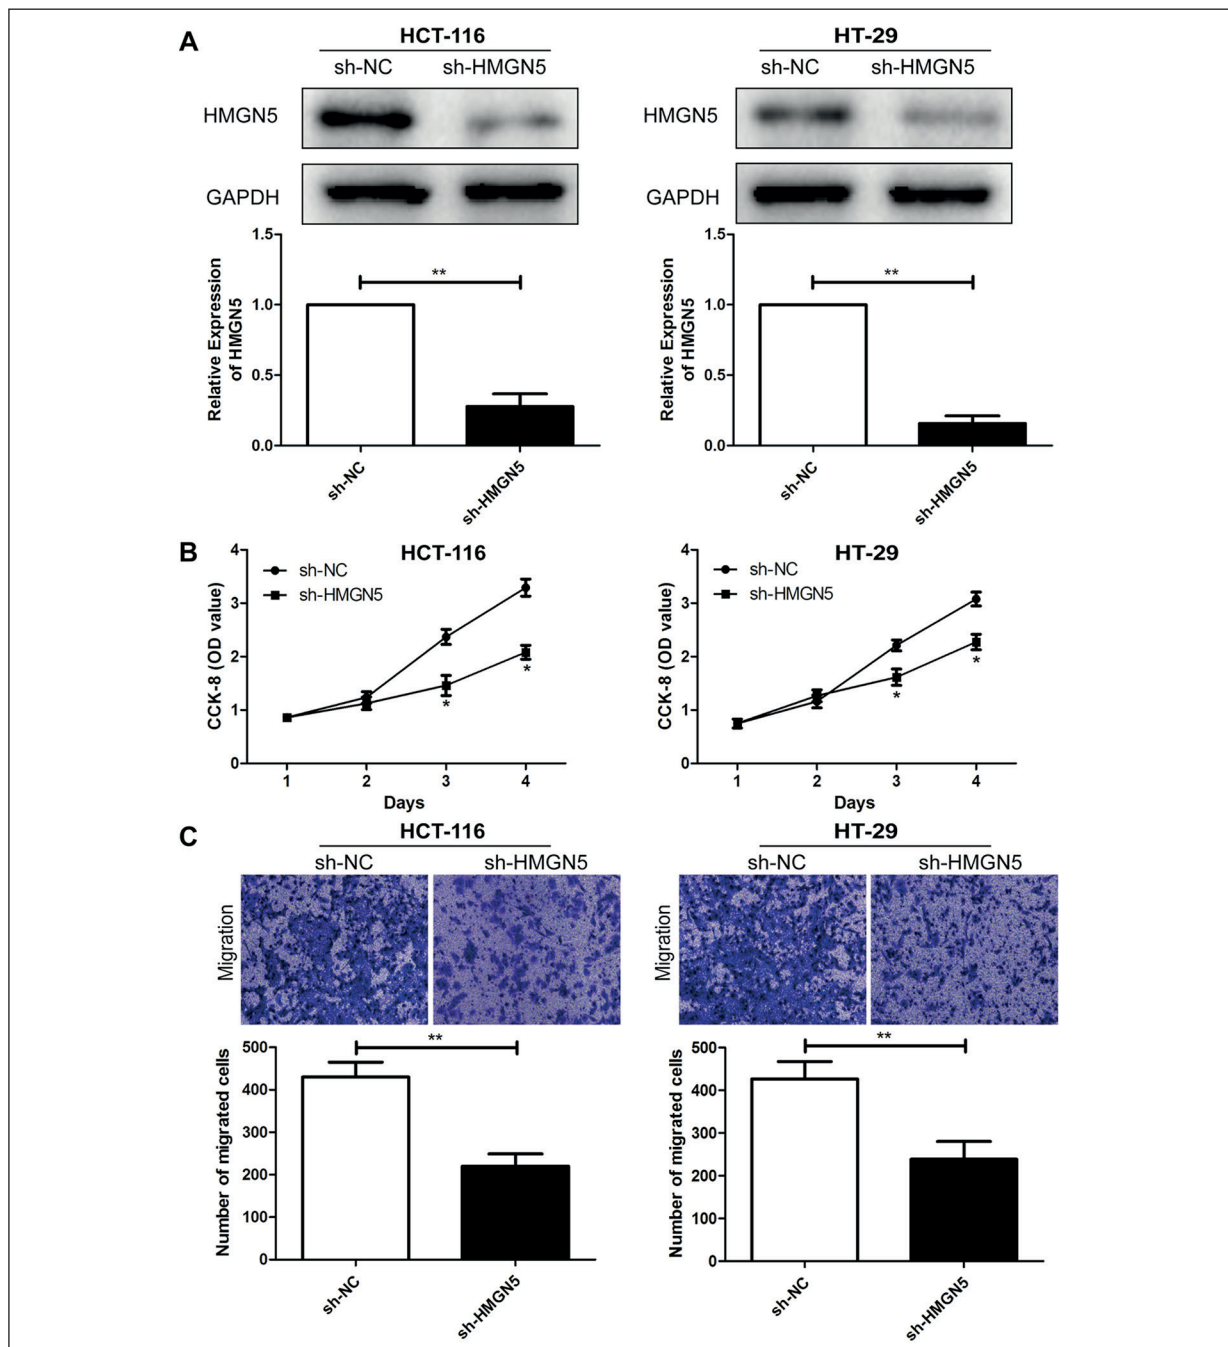 A
HCT-116
sh-NC sh-HMGN5
HMGN5
GAPDH
Relative Expression
of HMGN5
1.5
1.0
0.5
0.0
**
sh-NC
sh-HMGN5
HT-29
sh-NC sh-HMGN5
HMGN5
GAPDH
Relative Expression
of HMGN5
1.5
1.0
0.5
0.0
**
sh-NC
sh-HMGN5
B
HCT-116
sh-NC
sh-HMGN5
CCK-8 (OD value)
4
3
2
1
0
*
*
1 2 3 4
Days
HT-29
sh-NC
sh-HMGN5
CCK-8 (OD value)
4
3
2
1
0
*
*
1 2 3 4
Days
C
HCT-116
sh-NC sh-HMGN5
Migration
Number of migrated cells
500
400
300
200
100
0
**
sh-NC
sh-HMGN5
HT-29
sh-NC sh-HMGN5
Migration
Number of migrated cells
500
400
300
200
100
0
**
sh-NC
sh-HMGN5